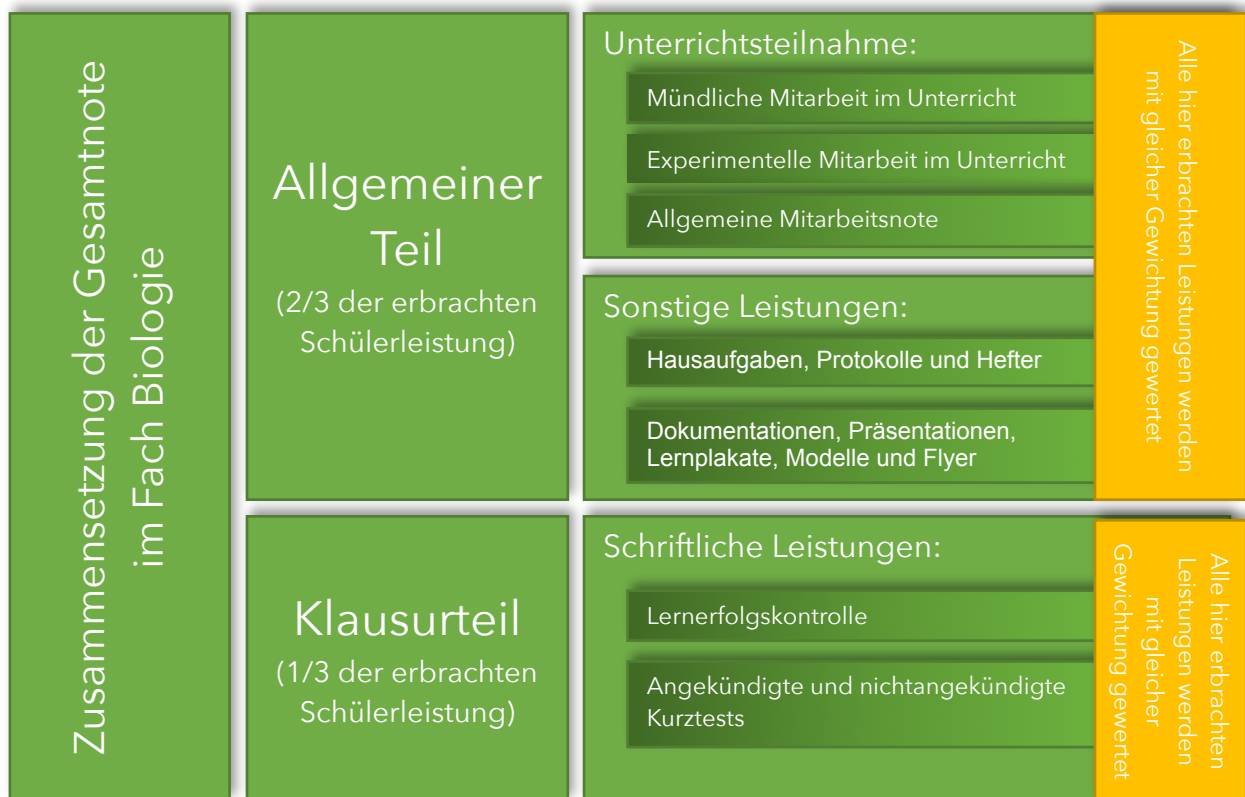 Zusammensetzung der Gesamtnote
im Fach Biologie
Allgemeiner
Teil
(2/3 der erbrachten
Schülerleistung)
Unterrichtsteilnahme:
Mündliche Mitarbeit im Unterricht
Experimentelle Mitarbeit im Unterricht
Allgemeine Mitarbeitsnote
Sonstige Leistungen:
Hausaufgaben, Protokolle und Hefter
Dokumentationen, Präsentationen,
Lernplakate, Modelle und Flyer
Alle hier erbrachten Leistungen werden
mit gleicher Gewichtung gewertet
Klausurteil
(1/3 der erbrachten
Schülerleistung)
Schriftliche Leistungen:
Lernerfolgskontrolle
Angekündigte und nichtangekündigte
Kurztests
Alle hier erbrachten
Leistungen werden
mit gleicher
Gewichtung gewertet